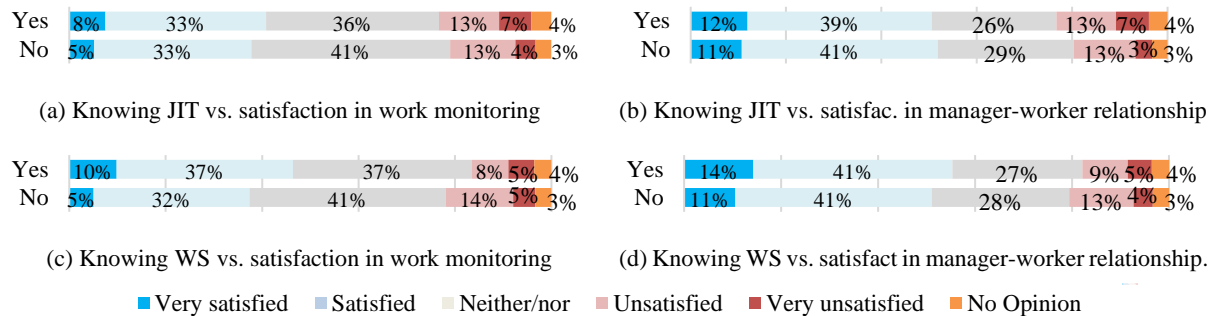 Yes 8% 33% 36% 13% 7% 4%
No 5% 33% 41% 13% 4% 3%
(a) Knowing JIT vs. satisfaction in work monitoring
Yes 12% 39% 26% 13% 7% 4%
No 11% 41% 29% 13% 3% 3%
(b) Knowing JIT vs. satisfac. in manager-worker relationship
Yes 10% 37% 37% 8% 5% 4%
No 5% 32% 41% 14% 5% 3%
(c) Knowing WS vs. satisfaction in work monitoring
14% 41% 27% 9% 5% 4%
Yes
No 11% 41% 28% 13% 4% 3%
(d) Knowing WS vs. satisfact in manager-worker relationship.
Very satisfied Satisfied Neither/nor Unsatisfied Very unsatisfied No Opinion